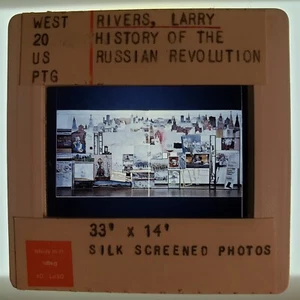 WEST RIVERS, LARRY
20 HISTORY OF THE
US RUSSIAN REVOLUTION
PTG
33' x 14'
SILK SCREENED PHOTOS